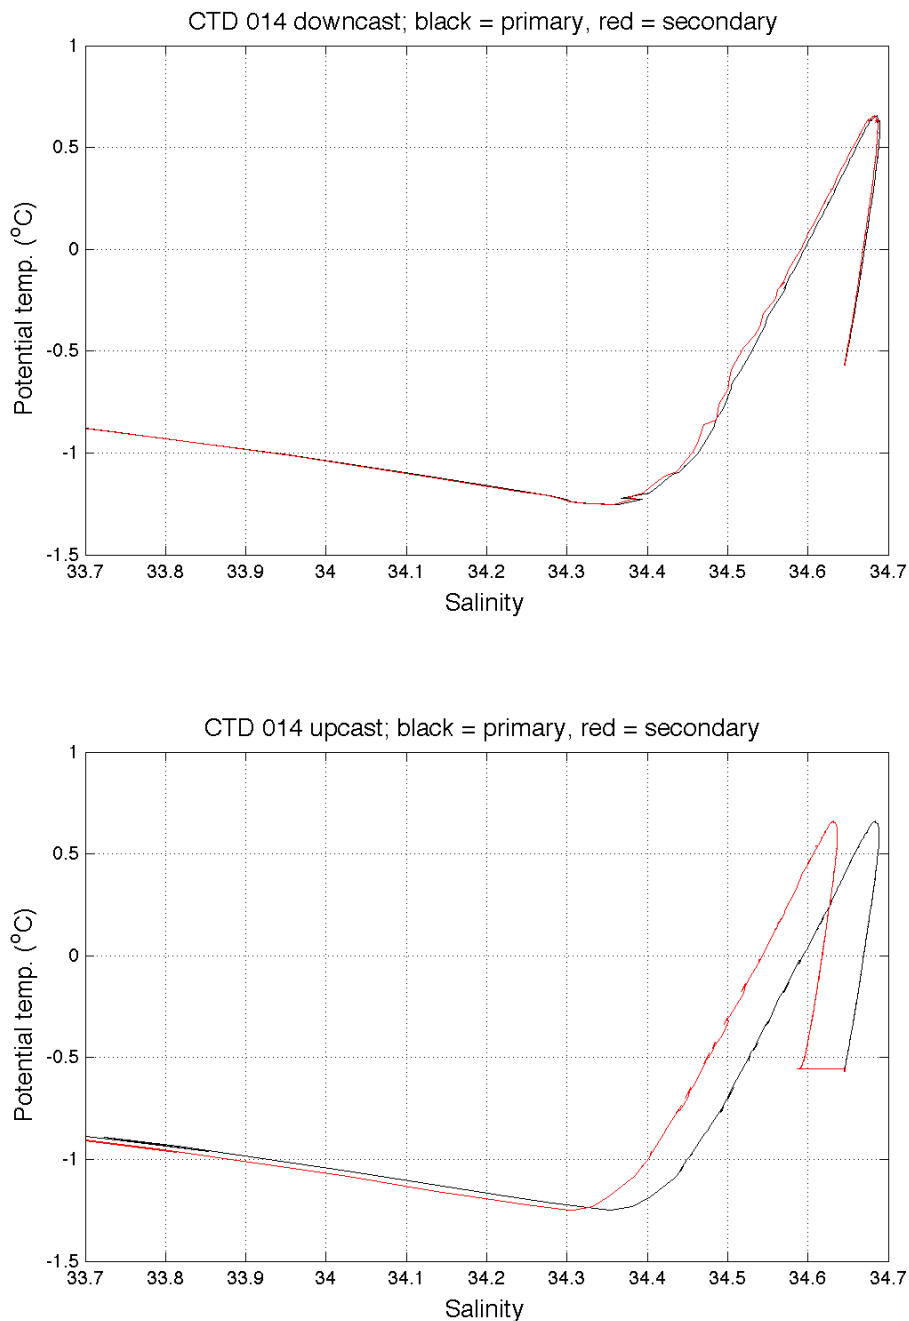 CTD 014 downcast; black = primary, red = secondary
1
0.5
0
-0.5
-1
-1.5
Potential temp. (°C)
33.7 33.8 33.9 34 34.1 34.2 34.3 34.4 34.5 34.6 34.7
Salinity
CTD 014 upcast; black = primary, red = secondary
1
0.5
0
-0.5
-1
-1.5
Potential temp. (°C)
33.7 33.8 33.9 34 34.1 34.2 34.3 34.4 34.5 34.6 34.7
Salinity